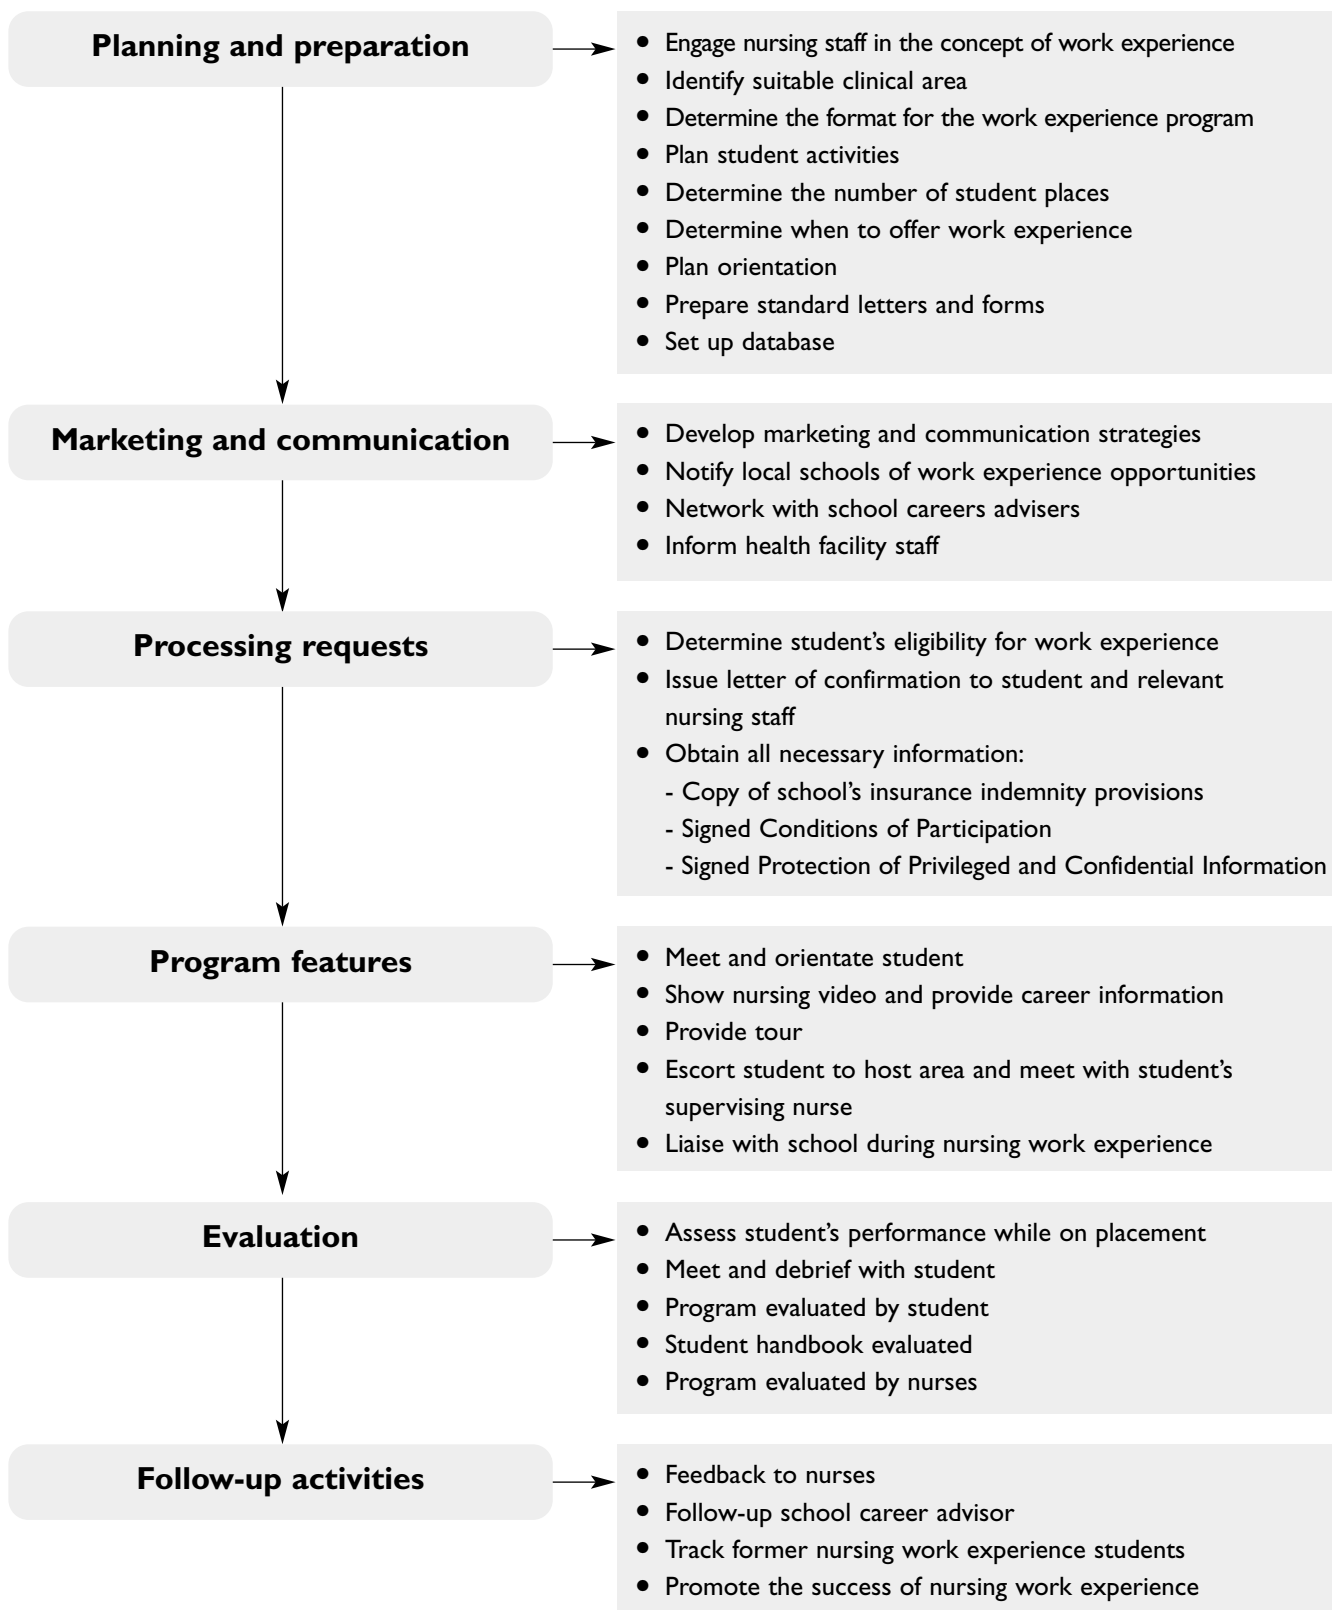 Planning and preparation
• Engage nursing staff in the concept of work experience
• Identify suitable clinical area
• Determine the format for the work experience program
• Plan student activities
• Determine the number of student places
• Determine when to offer work experience
• Plan orientation
• Prepare standard letters and forms
• Set up database
Marketing and communication
• Develop marketing and communication strategies
• Notify local schools of work experience opportunities
• Network with school careers advisers
• Inform health facility staff
Processing requests
• Determine student’s eligibility for work experience
• Issue letter of confirmation to student and relevant
nursing staff
• Obtain all necessary information:
- Copy of school’s insurance indemnity provisions
- Signed Conditions of Participation
- Signed Protection of Privileged and Confidential Information
Program features
• Meet and orientate student
• Show nursing video and provide career information
• Provide tour
• Escort student to host area and meet with student’s
supervising nurse
• Liaise with school during nursing work experience
Evaluation
• Assess student’s performance while on placement
• Meet and debrief with student
• Program evaluated by student
• Student handbook evaluated
• Program evaluated by nurses
Follow-up activities
• Feedback to nurses
• Follow-up school career advisor
• Track former nursing work experience students
• Promote the success of nursing work experience